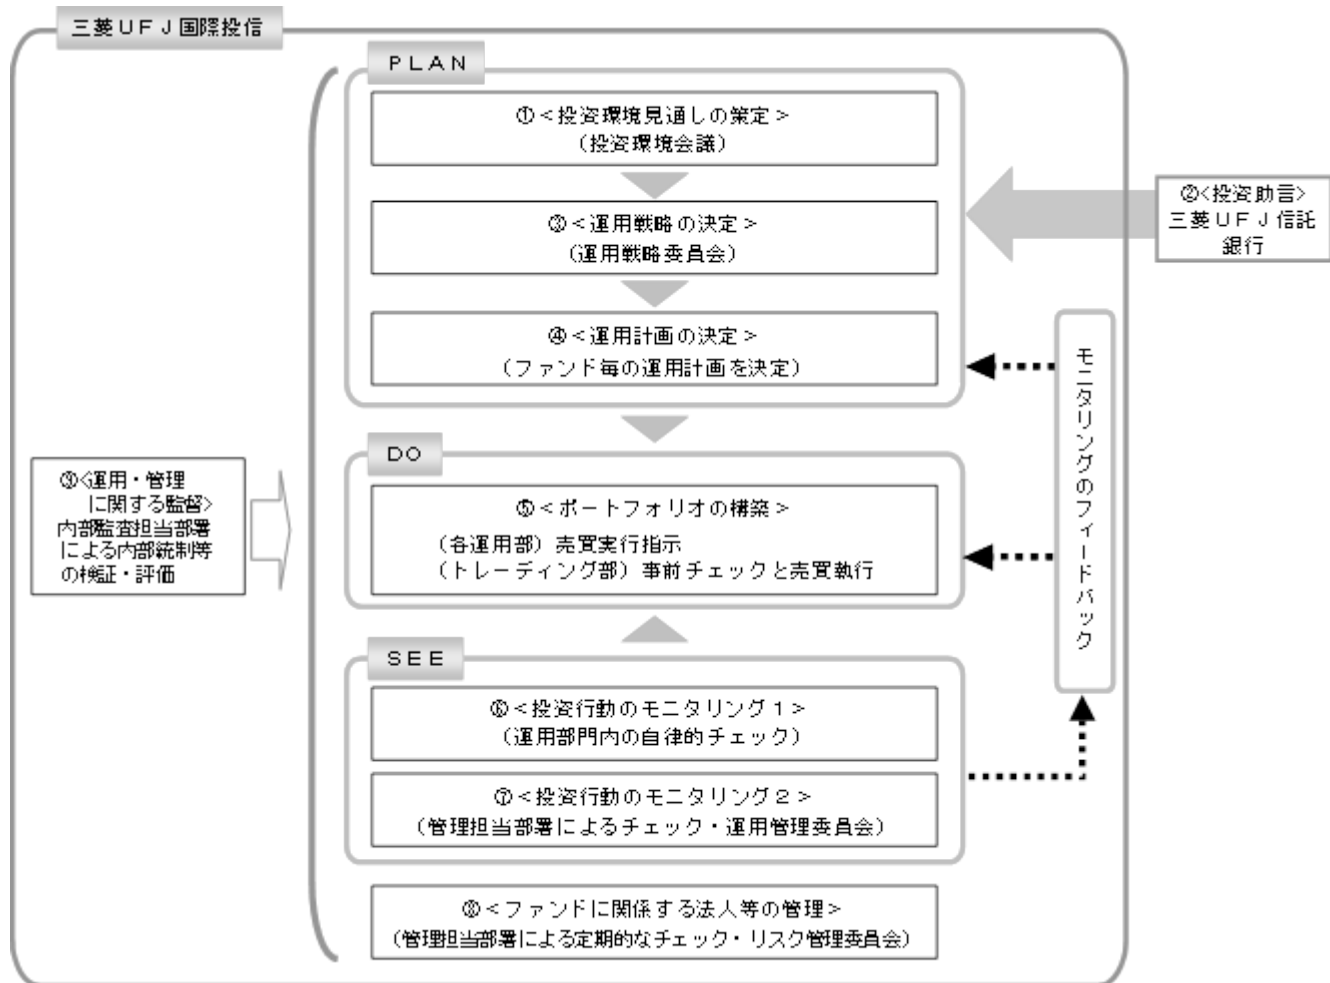 三菱ＵＦＪ国際投信
ＰＬＡＮ
①＜投資環境見通しの策定＞
（投資環境会議）
②＜投資助言＞
三菱ＵＦＪ信託
銀行
③＜運用戦略の決定＞
（運用戦略委員会）
④＜運用計画の決定＞
（ファンド毎の運用計画を決定）
モニタリングのフィードバック
ＤＯ
⑤＜ポートフォリオの構築＞
（各運用部）売買実行指示
（トレーディング部）事前チェックと売買執行
⑨＜運用・管理
に関する監督＞
内部監査担当部署
による内部統制等
の検証・評価
ＳＥＥ
⑥＜投資行動のモニタリング１＞
（運用部門内の自律的チェック）
⑦＜投資行動のモニタリング２＞
（管理担当部署によるチェック・運用管理委員会）
⑧＜ファンドに関係する法人等の管理＞
（管理担当部署による定期的なチェック・リスク管理委員会）